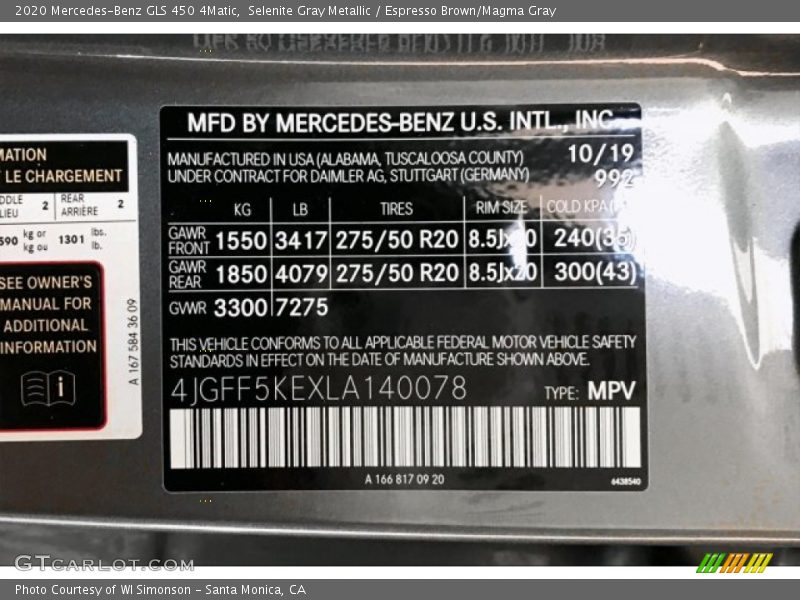 2020 Mercedes-Benz GLS 450 4Matic, Selenite Gray Metallic / Espresso Brown/Magma Gray
MATION
LE CHARGEMENT
2
REAR
ARRIÈRE
2
kg or
kg ou
1301
lbs.
lb.
SEE OWNER'S
MANUAL FOR
ADDITIONAL
INFORMATION
i
A 167 584 36 09
MFD BY MERCEDES-BENZ U.S. INTL., INC.
MANUFACTURED IN USA (ALABAMA, TUSCALOOSA COUNTY) 10/19
UNDER CONTRACT FOR DAIMLER AG, STUTTGART (GERMANY) 992
KG LB TIRES RIM SIZE COLD KPA
GAWR FRONT 1550 3417 275/50 R20 8.5Jx20 240(35)
GAWR REAR 1850 4079 275/50 R20 8.5Jx20 300(43)
GVWR 3300 7275
THIS VEHICLE CONFORMS TO ALL APPLICABLE FEDERAL MOTOR VEHICLE SAFETY
STANDARDS IN EFFECT ON THE DATE OF MANUFACTURE SHOWN ABOVE.
4JGFF5KEXLA140078 TYPE: MPV
A 166 817 09 20
6438540
GTCARLOT.COM
Photo Courtesy of WI Simonson - Santa Monica, CA